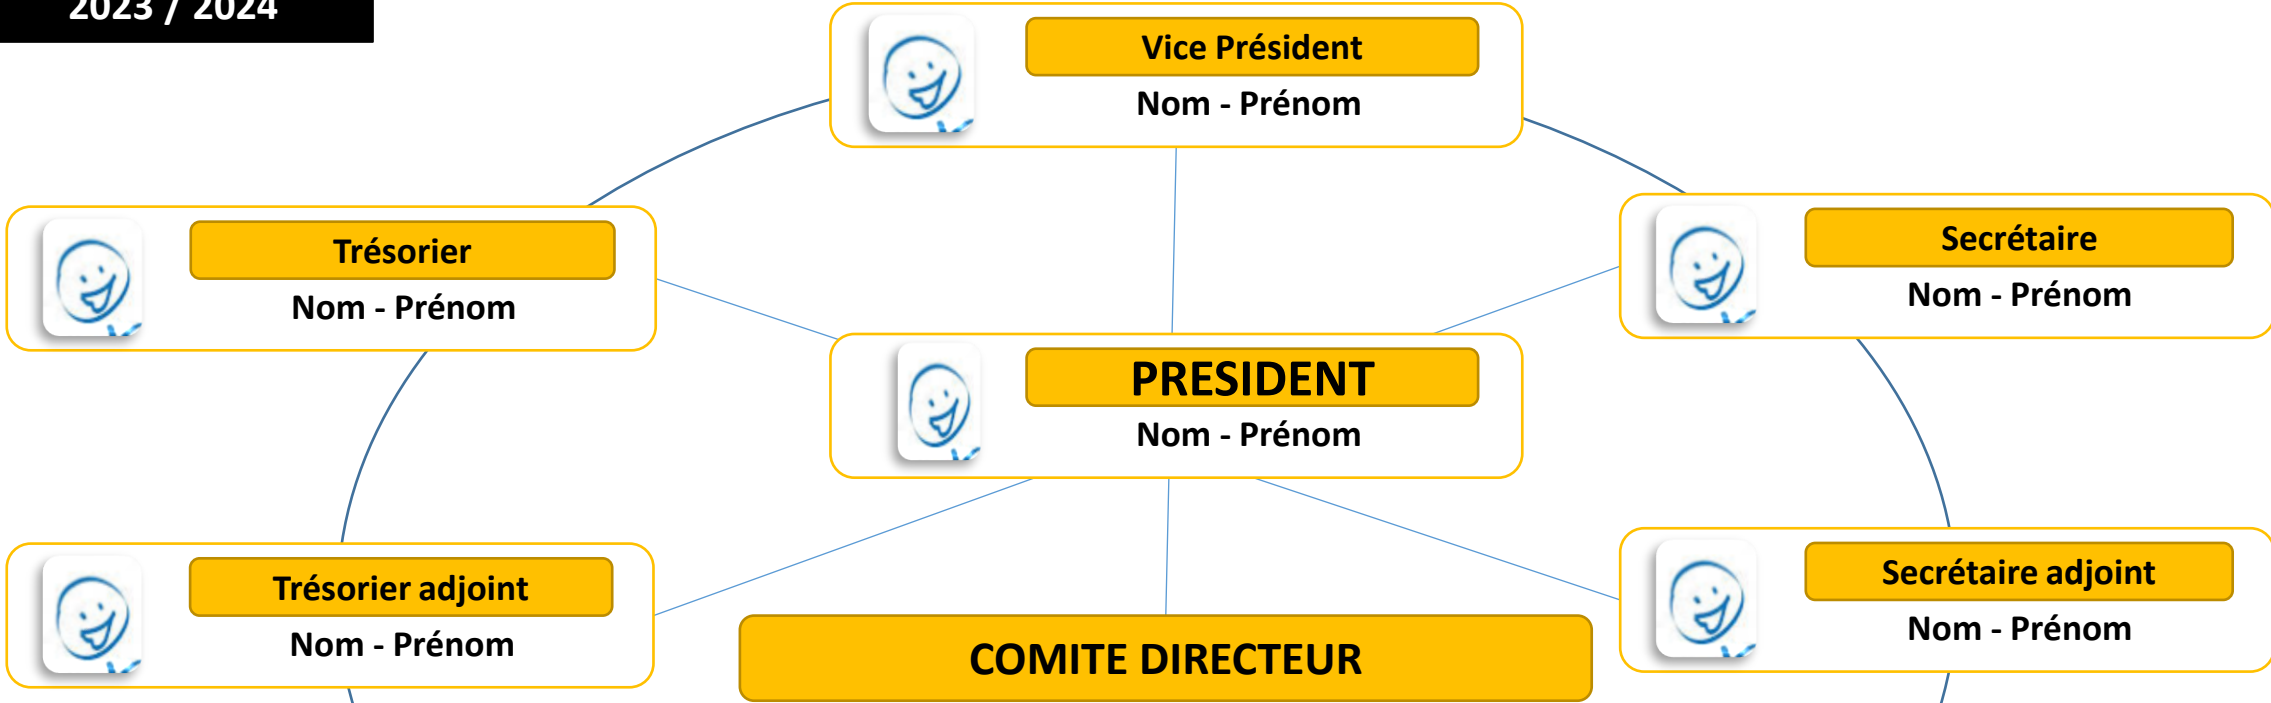 2023 / 2024
Vice Président
Nom - Prénom
Trésorier
Nom - Prénom
Secrétaire
Nom - Prénom
PRESIDENT
Nom - Prénom
Trésorier adjoint
Nom - Prénom
Secrétaire adjoint
Nom - Prénom
COMITE DIRECTEUR